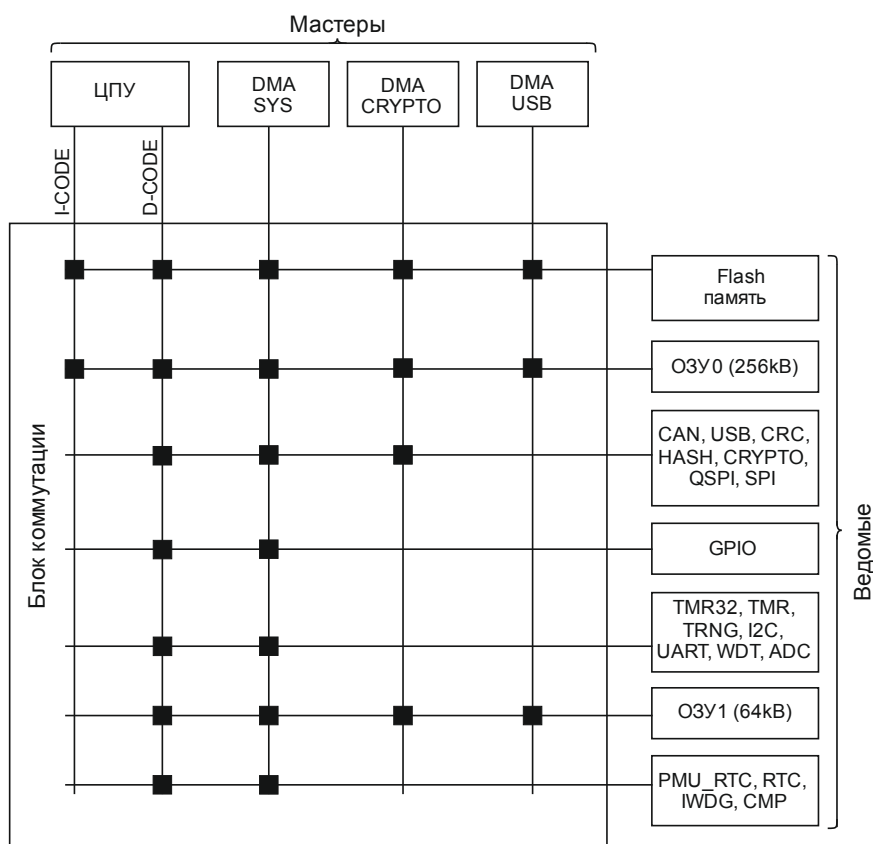 Мастеры
ЦПУ
DMA
SYS
DMA
CRYPTO
DMA
USB
I-CODE
D-CODE
Блок коммутации
Flash
память
ОЗУ0 (256kB)
CAN, USB, CRC,
HASH, CRYPTO,
QSPI, SPI
GPIO
TMR32, TMR,
TRNG, I2C,
UART, WDT, ADC
ОЗУ1 (64kB)
PMU_RTC, RTC,
IWDG, CMP
Ведомые